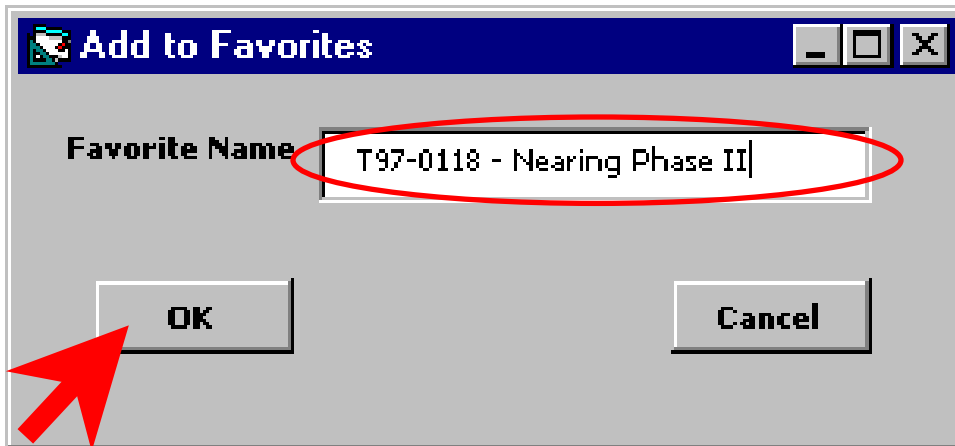 Add to Favorites
Favorite Name
T97-0118 - Nearing Phase II
OK
Cancel